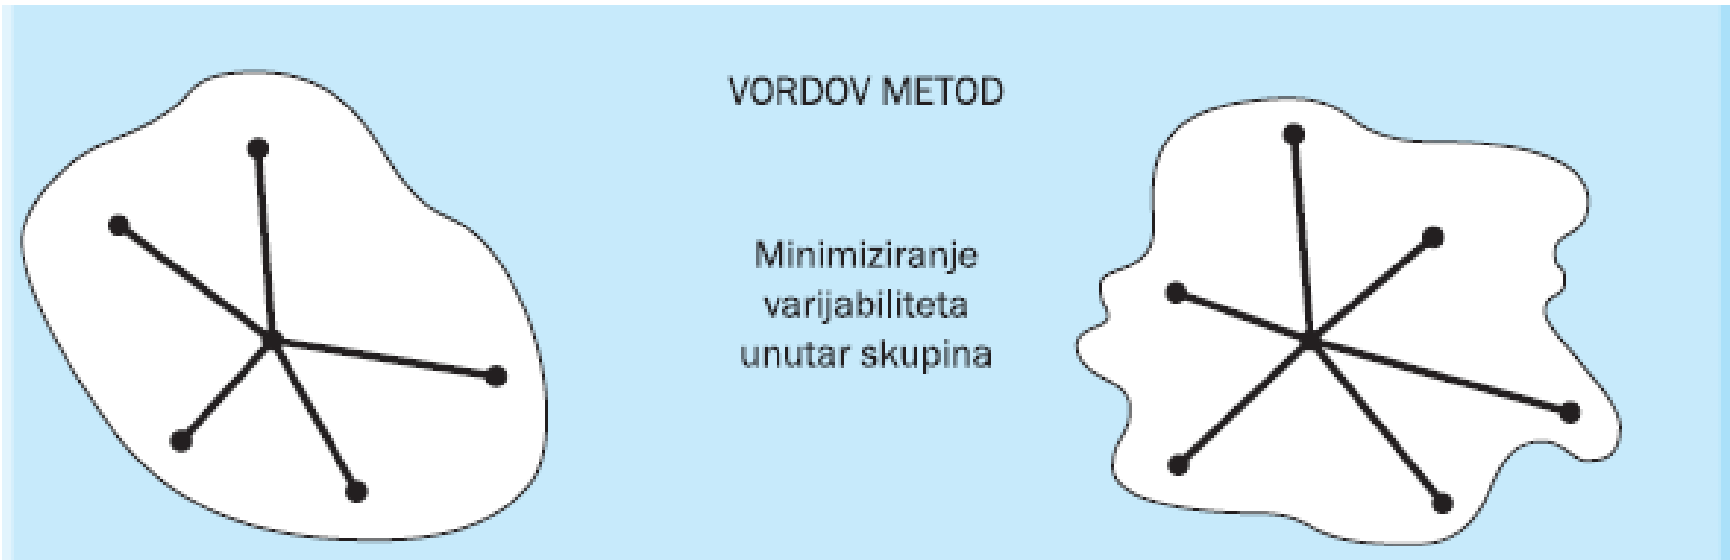 VORDOV METOD
Minimiziranje
varijabiliteta
unutar skupina